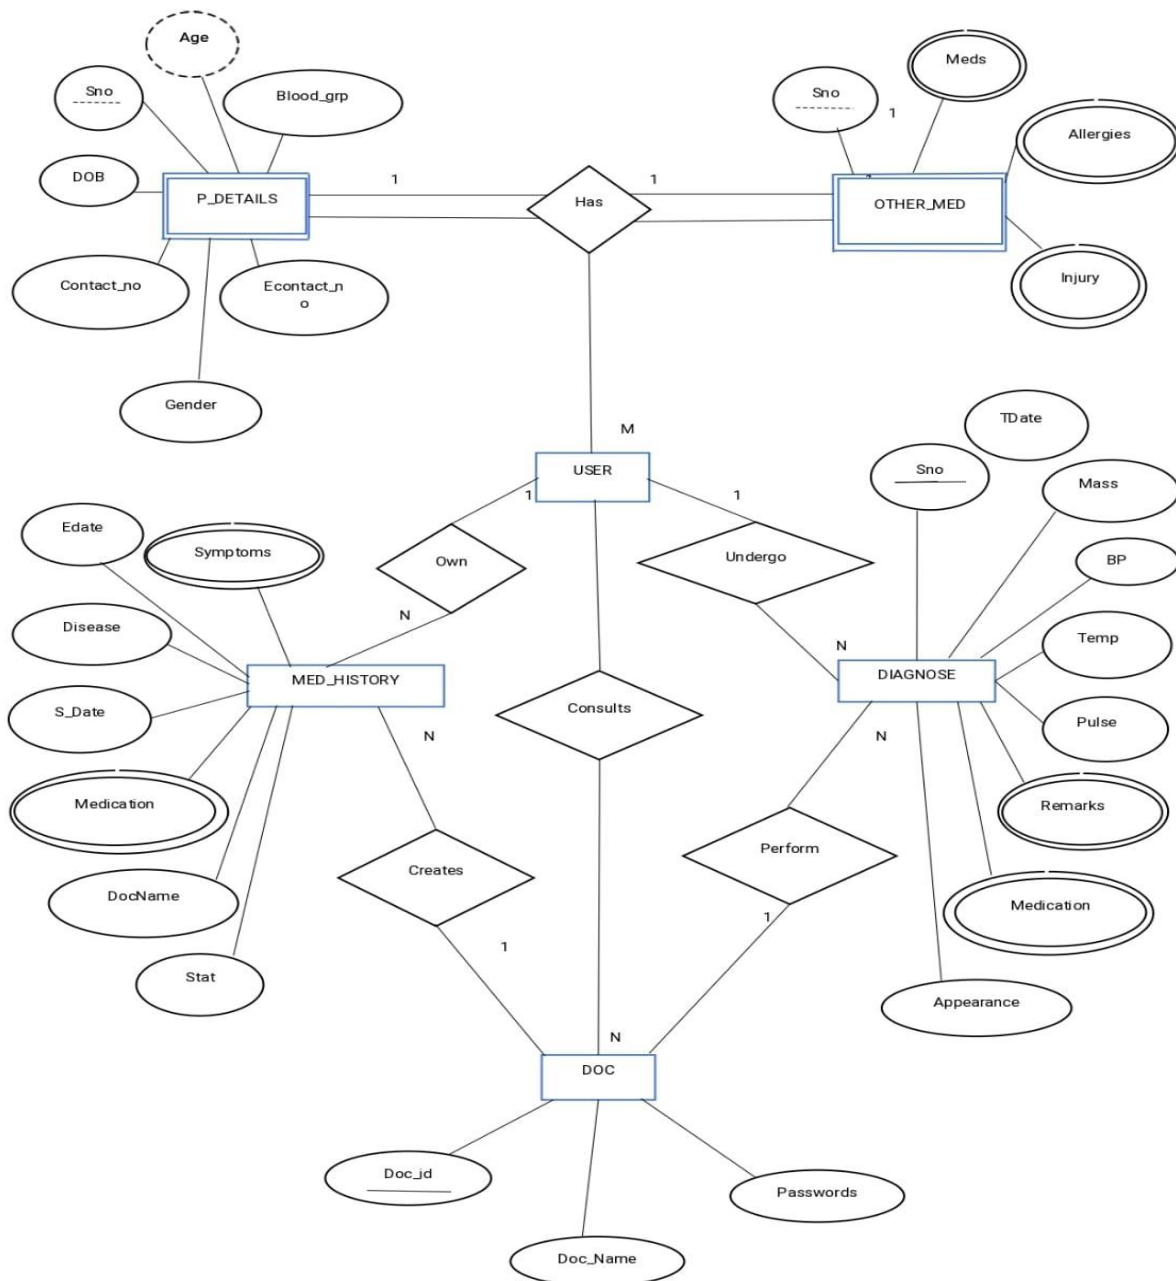 Age
Meds
Sno
Blood_grp
Sno
1
Allergies
DOB
P_DETAILS
1
1
Has
OTHER_MED
Contact_no
Econtact_n
o
Injury
Gender
TDate
M
USER
Sno
Mass
1
1
Edate
Symptoms
Own
Undergo
BP
N
Disease
N
Temp
MED_HISTORY
DIAGNOSE
S_Date
Consults
Pulse
N
N
Medication
Remarks
Creates
Perform
DocName
Medication
1
1
Stat
Appearance
N
DOC
Doc_id
Passwords
Doc_Name